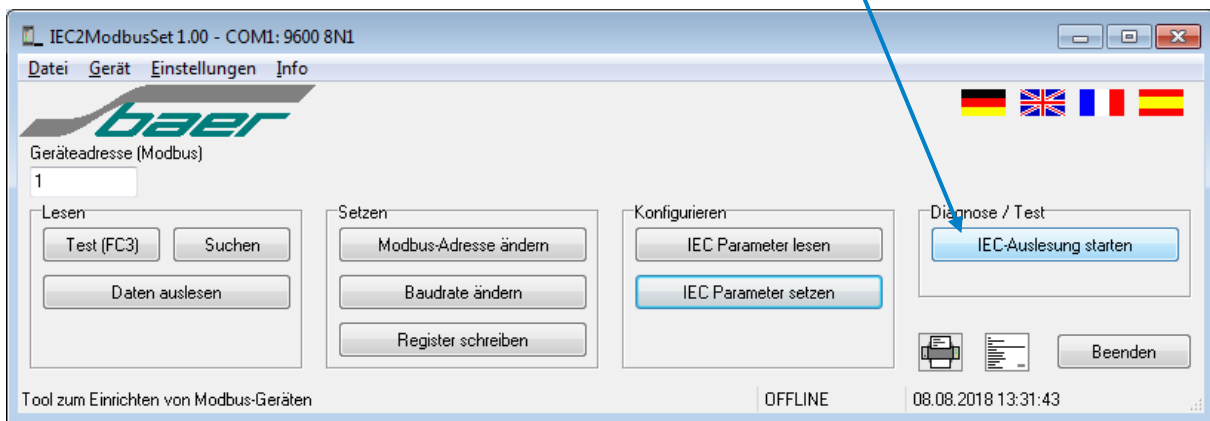 IEC2ModbusSet 1.00 - COM1: 9600 8N1
Datei Gerät Einstellungen Info
baer
Geräteadresse (Modbus)
1
Lesen
Test (FC3) Suchen
Daten auslesen
Setzen
Modbus-Adresse ändern
Baudrate ändern
Register schreiben
Konfigurieren
IEC Parameter lesen
IEC Parameter setzen
Diagnose / Test
IEC-Auslesung starten
Beenden
Tool zum Einrichten von Modbus-Geräten OFFLINE 08.08.2018 13:31:43